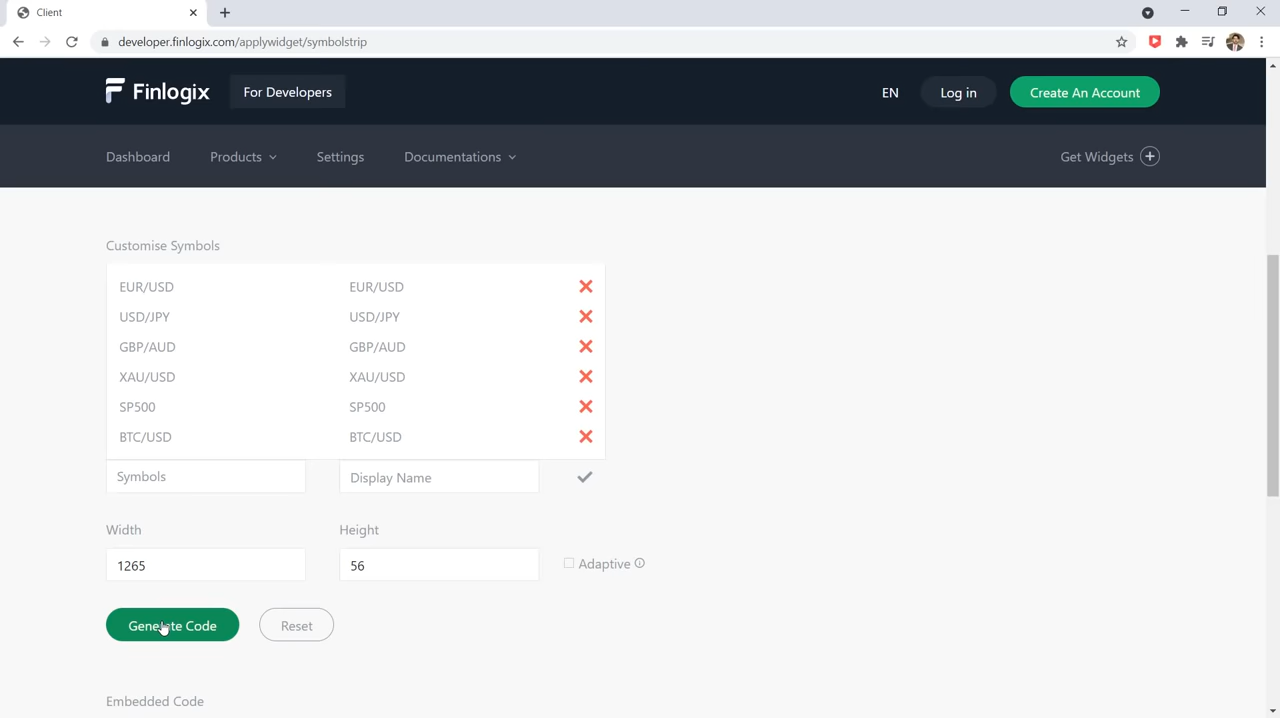 Client
developer.finlogix.com/applywidget/symbolstrip
Finlogix For Developers EN Log in Create An Account
Dashboard Products Settings Documentations Get Widgets
Customise Symbols
EUR/USD EUR/USD
USD/JPY USD/JPY
GBP/AUD GBP/AUD
XAU/USD XAU/USD
SP500 SP500
BTC/USD BTC/USD
Symbols Display Name
Width Height
1265 56 Adaptive
Generate Code Reset
Embedded Code